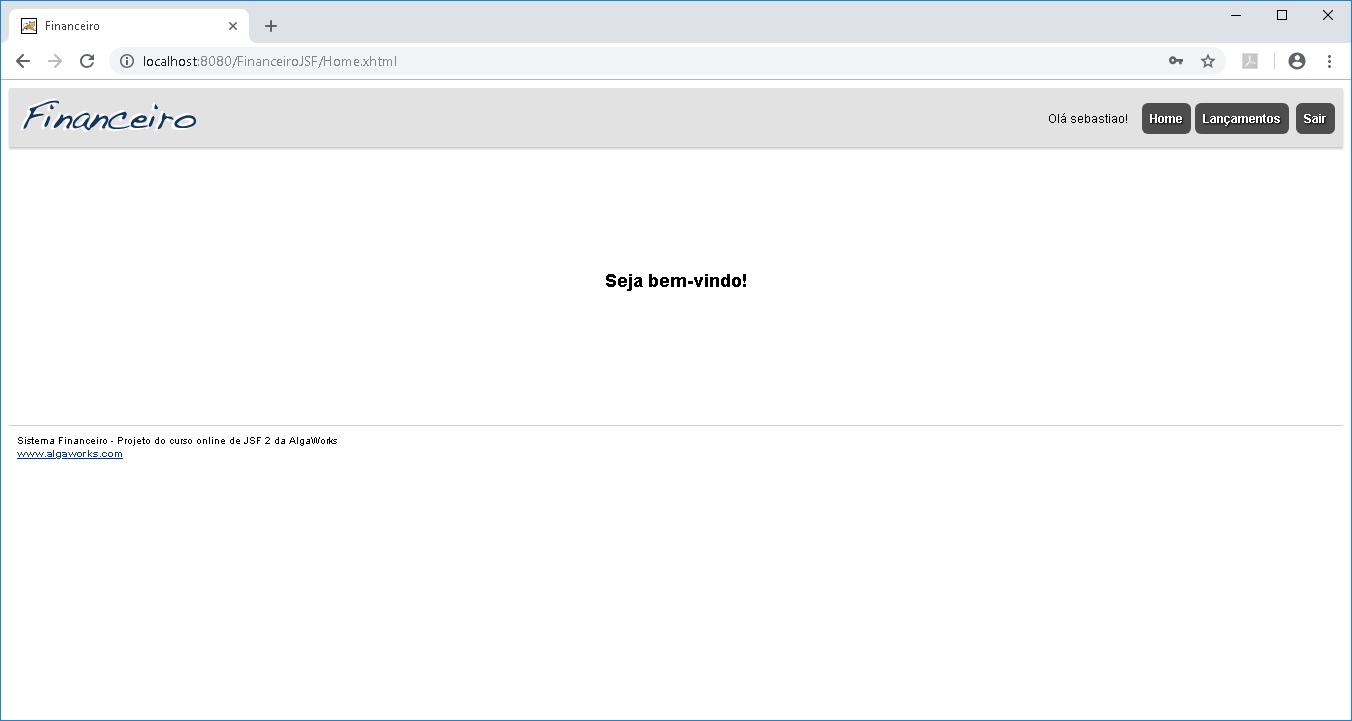 Financeiro
localhost:8080/FinanceiroJSF/Home.xhtml
Financeiro
Olá sebastiao! Home Lançamentos Sair
Seja bem-vindo!
Sistema Financeiro - Projeto do curso online de JSF 2 da AlgaWorks
www.algaworks.com